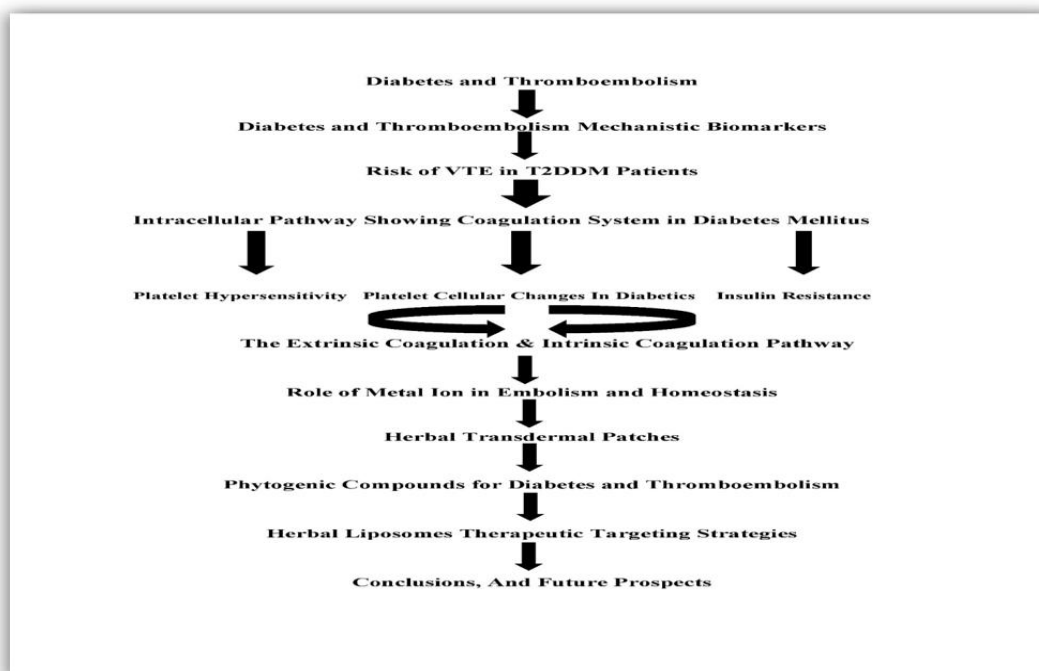 Diabetes and Thromboembolism
Diabetes and Thromboembolism Mechanistic Biomarkers
Risk of VTE in T2DDM Patients
Intracellular Pathway Showing Coagulation System in Diabetes Mellitus
Platelet Hypersensitivity Platelet Cellular Changes In Diabetics Insulin Resistance
The Extrinsic Coagulation & Intrinsic Coagulation Pathway
Role of Metal Ion in Embolism and Homeostasis
Herbal Transdermal Patches
Phytogenic Compounds for Diabetes and Thromboembolism
Herbal Liposomes Therapeutic Targeting Strategies
Conclusions, And Future Prospects